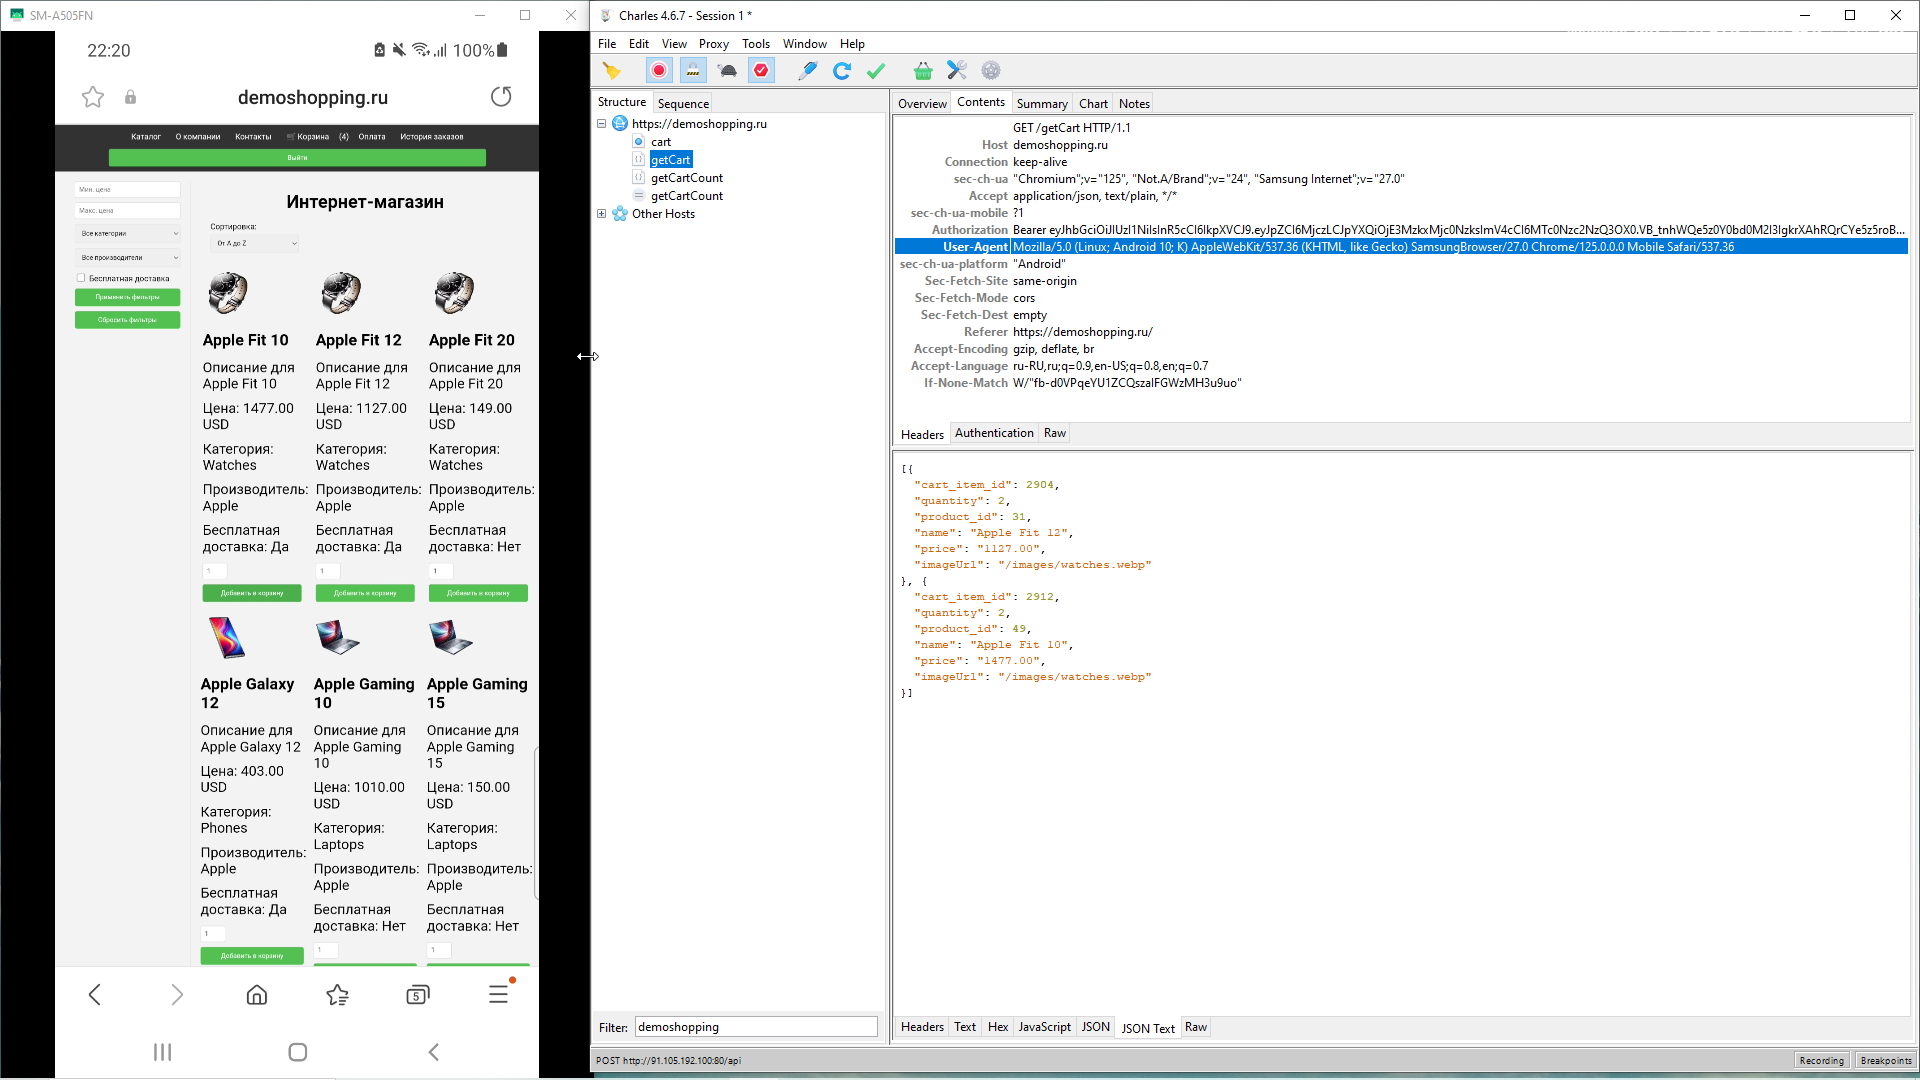 SM-A505FN
22:20
100%
demoshopping.ru
Каталог О компании Контакты Корзина (4) Оплата История заказов
Выйти
Мин. цена
Макс. цена
Все категории
Все производители
Бесплатная доставка
Применить фильтры
Сбросить фильтры
Интернет-магазин
Сортировка:
От А до Z
Apple Fit 10
Описание для
Apple Fit 10
Цена: 1477.00
USD
Категория:
Watches
Производитель:
Apple
Бесплатная
доставка: Да
1
Добавить в корзину
Apple Fit 12
Описание для
Apple Fit 12
Цена: 1127.00
USD
Категория:
Watches
Производитель:
Apple
Бесплатная
доставка: Да
1
Добавить в корзину
Apple Fit 20
Описание для
Apple Fit 20
Цена: 149.00
USD
Категория:
Watches
Производитель:
Apple
Бесплатная
доставка: Нет
1
Добавить в корзину
Apple Galaxy
12
Описание для
Apple Galaxy 12
Цена: 403.00
USD
Категория:
Phones
Производитель:
Apple
Бесплатная
доставка: Да
1
Добавить в корзину
Apple Gaming
10
Описание для
Apple Gaming
10
Цена: 1010.00
USD
Категория:
Laptops
Производитель:
Apple
Бесплатная
доставка: Нет
1
Apple Gaming
15
Описание для
Apple Gaming
15
Цена: 150.00
USD
Категория:
Laptops
Производитель:
Apple
Бесплатная
доставка: Нет
1
5
Charles 4.6.7 - Session 1 *
File Edit View Proxy Tools Window Help
Structure Sequence
https://demoshopping.ru
cart
getCart
getCartCount
getCartCount
Other Hosts
Filter: demoshopping
Overview Contents Summary Chart Notes
GET /getCart HTTP/1.1
Host demoshopping.ru
Connection keep-alive
sec-ch-ua "Chromium";v="125", "Not.A/Brand";v="24", "Samsung Internet";v="27.0"
Accept application/json, text/plain, */*
sec-ch-ua-mobile ?1
Authorization Bearer
User-Agent Mozilla/5.0 (Linux; Android 10; K) AppleWebKit/537.36 (KHTML, like Gecko) SamsungBrowser/27.0 Chrome/125.0.0.0 Mobile Safari/537.36
sec-ch-ua-platform "Android"
Sec-Fetch-Site same-origin
Sec-Fetch-Mode cors
Sec-Fetch-Dest empty
Referer https://demoshopping.ru/
Accept-Encoding gzip, deflate, br
Accept-Language ru-RU,ru;q=0.9,en-US;q=0.8,en;q=0.7
If-None-Match
Headers Authentication Raw
[{
"cart_item_id": 2904,
"quantity": 2,
"product_id": 31,
"name": "Apple Fit 12",
"price": "1127.00",
"imageUrl": "/images/watches.webp"
}, {
"cart_item_id": 2912,
"quantity": 2,
"product_id": 49,
"name": "Apple Fit 10",
"price": "1477.00",
"imageUrl": "/images/watches.webp"
}]
Headers Text Hex JavaScript JSON JSON Text Raw
POST http://91.105.192.100:80/api
Recording Breakpoints